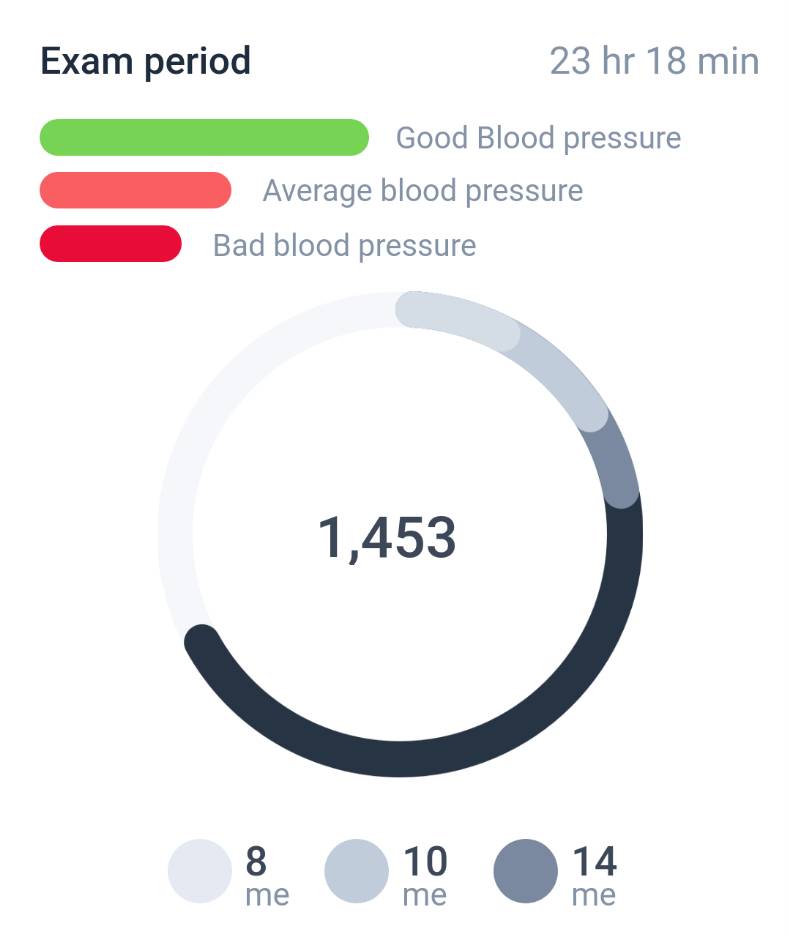 Exam period 23 hr 18 min
Good Blood pressure
Average blood pressure
Bad blood pressure
1,453
8 10 14
me me me